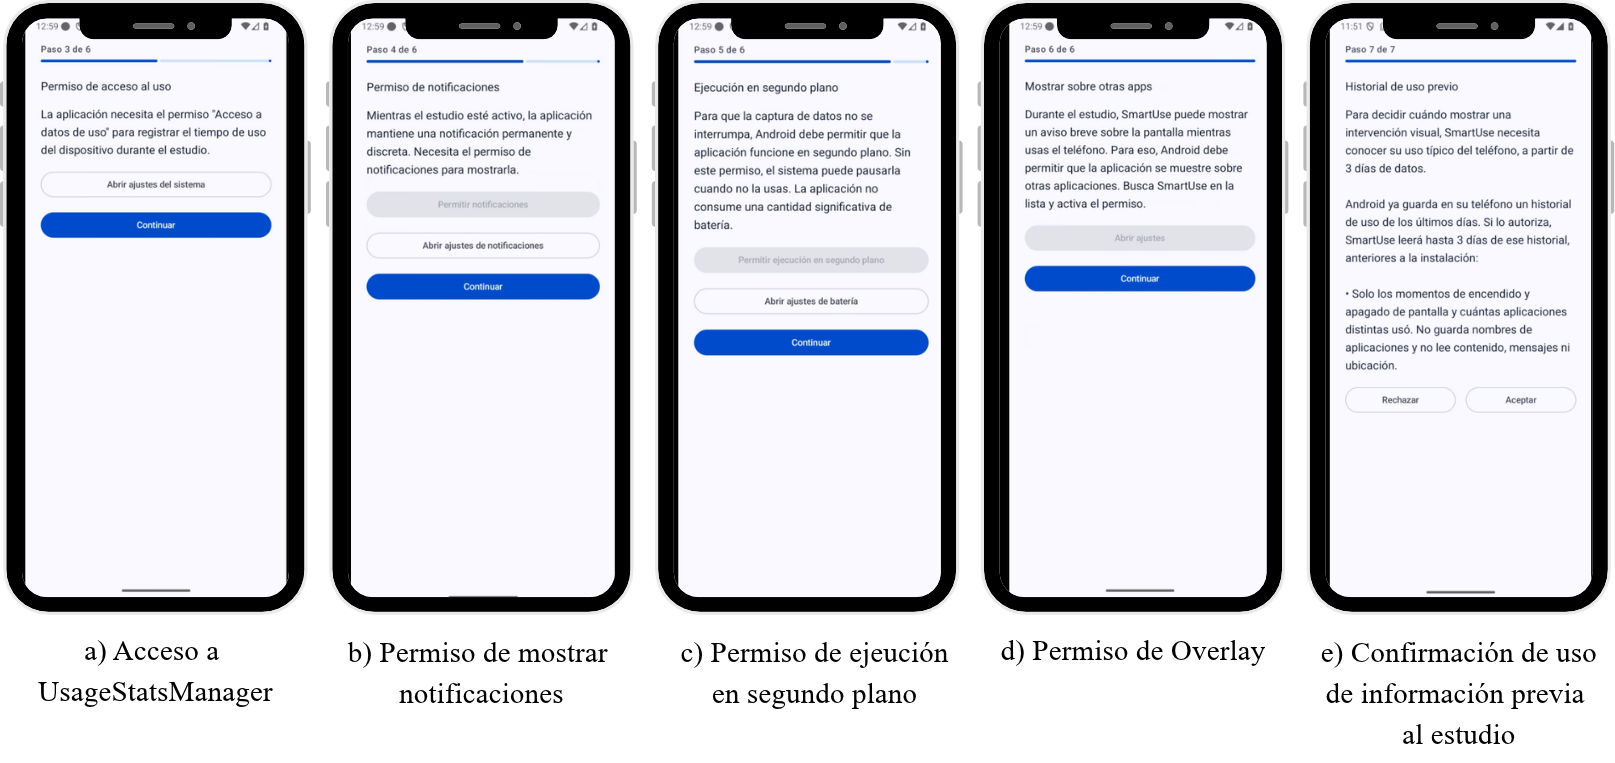 12:59
Paso 3 de 6
Permiso de acceso al uso
La aplicación necesita el permiso "Acceso a
datos de uso" para registrar el tiempo de uso
del dispositivo durante el estudio.
Abrir ajustes del sistema
Continuar
a) Acceso a
UsageStatsManager
12:59
Paso 4 de 6
Permiso de notificaciones
Mientras el estudio esté activo, la aplicación
mantiene una notificación permanente y
discreta. Necesita el permiso de
notificaciones para mostrarla.
Permitir notificaciones
Abrir ajustes de notificaciones
Continuar
b) Permiso de mostrar
notificaciones
12:59
Paso 5 de 6
Ejecución en segundo plano
Para que la captura de datos no se
interrumpa, Android debe permitir que la
aplicación funcione en segundo plano. Sin
este permiso, el sistema puede pausarla
cuando no la usas. La aplicación no
consume una cantidad significativa de
batería.
Permitir ejecución en segundo plano
Abrir ajustes de batería
Continuar
c) Permiso de ejeución
en segundo plano
12:59
Paso 6 de 6
Mostrar sobre otras apps
Durante el estudio, SmartUse puede mostrar
un aviso breve sobre la pantalla mientras
usas el teléfono. Para eso, Android debe
permitir que la aplicación se muestre sobre
otras aplicaciones. Busca SmartUse en la
lista y activa el permiso.
Abrir ajustes
Continuar
d) Permiso de Overlay
11:51
Paso 7 de 7
Historial de uso previo
Para decidir cuándo mostrar una
intervención visual, SmartUse necesita
conocer su uso típico del teléfono, a partir de
3 días de datos.
Android ya guarda en su teléfono un historial
de uso de los últimos días. Si lo autoriza,
SmartUse leerá hasta 3 días de ese historial,
anteriores a la instalación:
• Solo los momentos de encendido y
apagado de pantalla y cuántas aplicaciones
distintas usó. No guarda nombres de
aplicaciones y no lee contenido, mensajes ni
ubicación.
Rechazar
Aceptar
e) Confirmación de uso
de información previa
al estudio